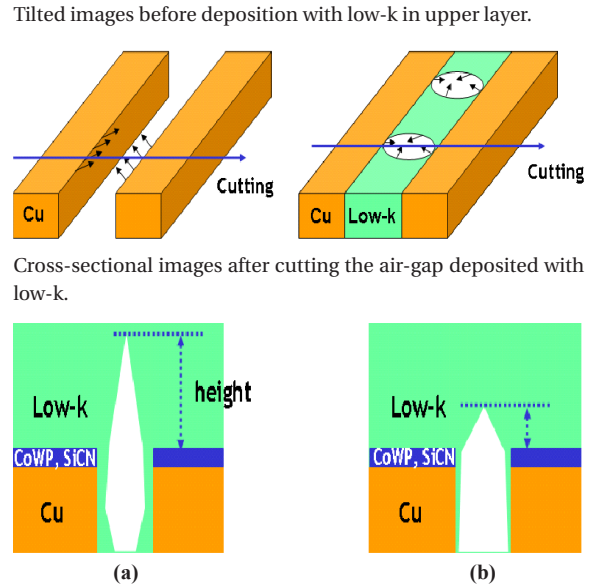 Tilted images before deposition with low-k in upper layer.
Cu
Cutting
Cu Low-k
Cutting
Cross-sectional images after cutting the air-gap deposited with
low-k.
Low-k
height
CoWP, SiCN
Cu
(a)
Low-k
CoWP, SiCN
Cu
(b)